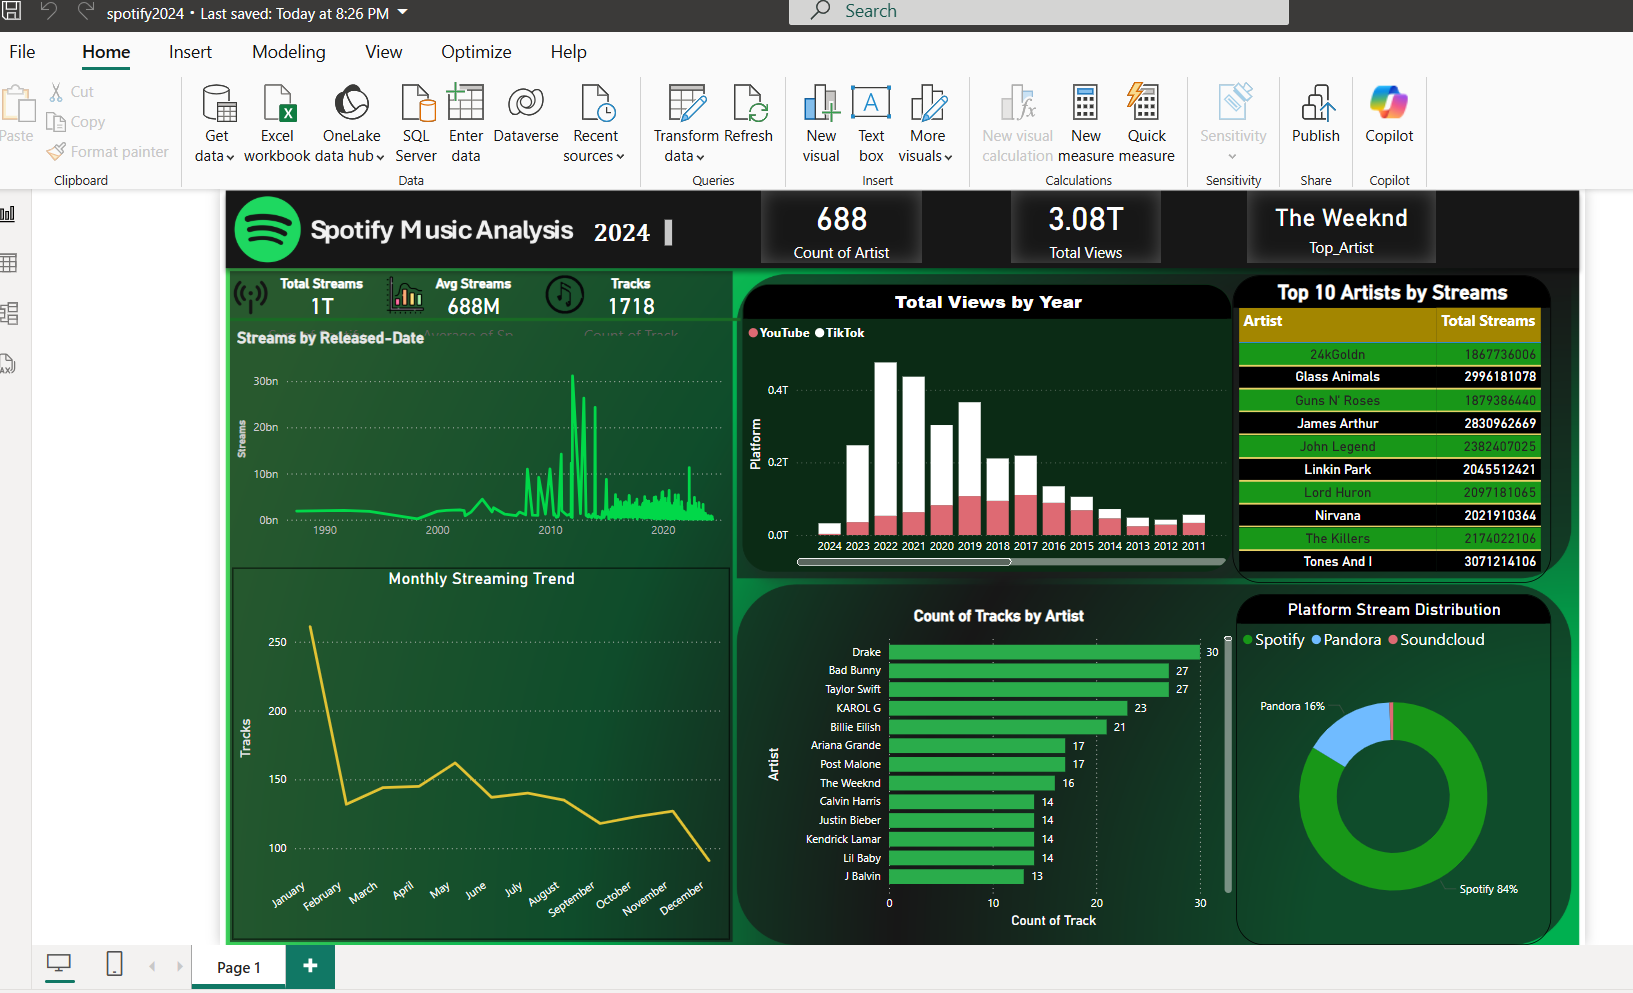 spotify2024 • Last saved: Today at 8:26 PM
Search
File Home Insert Modeling View Optimize Help
Paste
Cut
Copy
Format painter
Clipboard
Get data
Excel workbook
OneLake data hub
SQL Server
Enter data
Dataverse
Recent sources
Data
Transform data
Refresh
Queries
New visual
Text box
More visuals
Insert
New visual calculation
New measure
Quick measure
Calculations
Sensitivity
Sensitivity
Publish
Share
Copilot
Copilot
Spotify Music Analysis 2024
688
Count of Artist
3.08T
Total Views
The Weeknd
Top_Artist
Total Streams
1T
Avg Streams
688M
Average of Sp
Tracks
1718
Count of Track
Streams by Released-Date
Streams
30bn
20bn
10bn
0bn
1990 2000 2010 2020
Monthly Streaming Trend
Tracks
250
200
150
100
January February March April May June July August September October November December
Total Views by Year
YouTube TikTok
Platform
0.4T
0.2T
0.0T
2024 2023 2022 2021 2020 2019 2018 2017 2016 2015 2014 2013 2012 2011
Top 10 Artists by Streams
Artist Total Streams
24kGoldn 1867736006
Glass Animals 2996181078
Guns N' Roses 1879386440
James Arthur 2830962669
John Legend 2382407025
Linkin Park 2045512421
Lord Huron 2097181065
Nirvana 2021910364
The Killers 2174022106
Tones And I 3071214106
Count of Tracks by Artist
Artist
Drake 30
Bad Bunny 27
Taylor Swift 27
KAROL G 23
Billie Eilish 21
Ariana Grande 17
Post Malone 17
The Weeknd 16
Calvin Harris 14
Justin Bieber 14
Kendrick Lamar 14
Lil Baby 14
J Balvin 13
0 10 20 30
Count of Track
Platform Stream Distribution
Spotify Pandora Soundcloud
Pandora 16%
Spotify 84%
Page 1